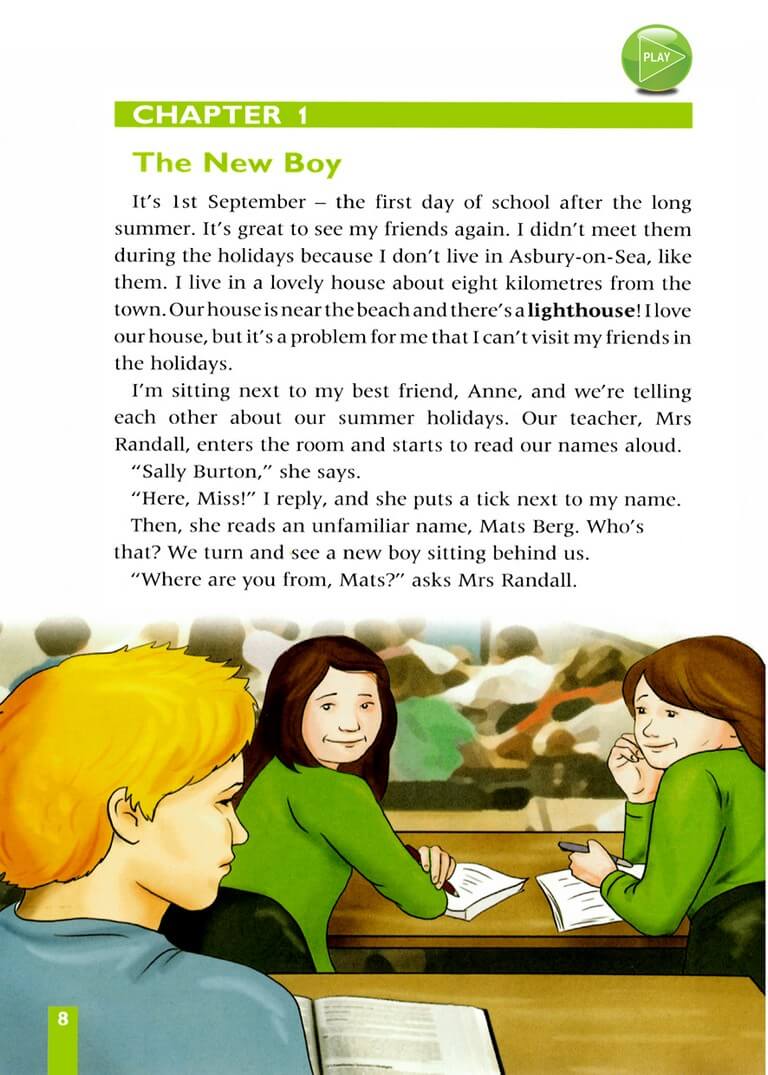 PLAY
CHAPTER 1
The New Boy
It’s 1st September – the first day of school after the long
summer. It’s great to see my friends again. I didn’t meet them
during the holidays because I don’t live in Asbury-on-Sea, like
them. I live in a lovely house about eight kilometres from the
town. Our house is near the beach and there’s a lighthouse! I love
our house, but it’s a problem for me that I can’t visit my friends in
the holidays.
I’m sitting next to my best friend, Anne, and we’re telling
each other about our summer holidays. Our teacher, Mrs
Randall, enters the room and starts to read our names aloud.
“Sally Burton,” she says.
“Here, Miss!” I reply, and she puts a tick next to my name.
Then, she reads an unfamiliar name, Mats Berg. Who’s
that? We turn and see a new boy sitting behind us.
“Where are you from, Mats?” asks Mrs Randall.
8